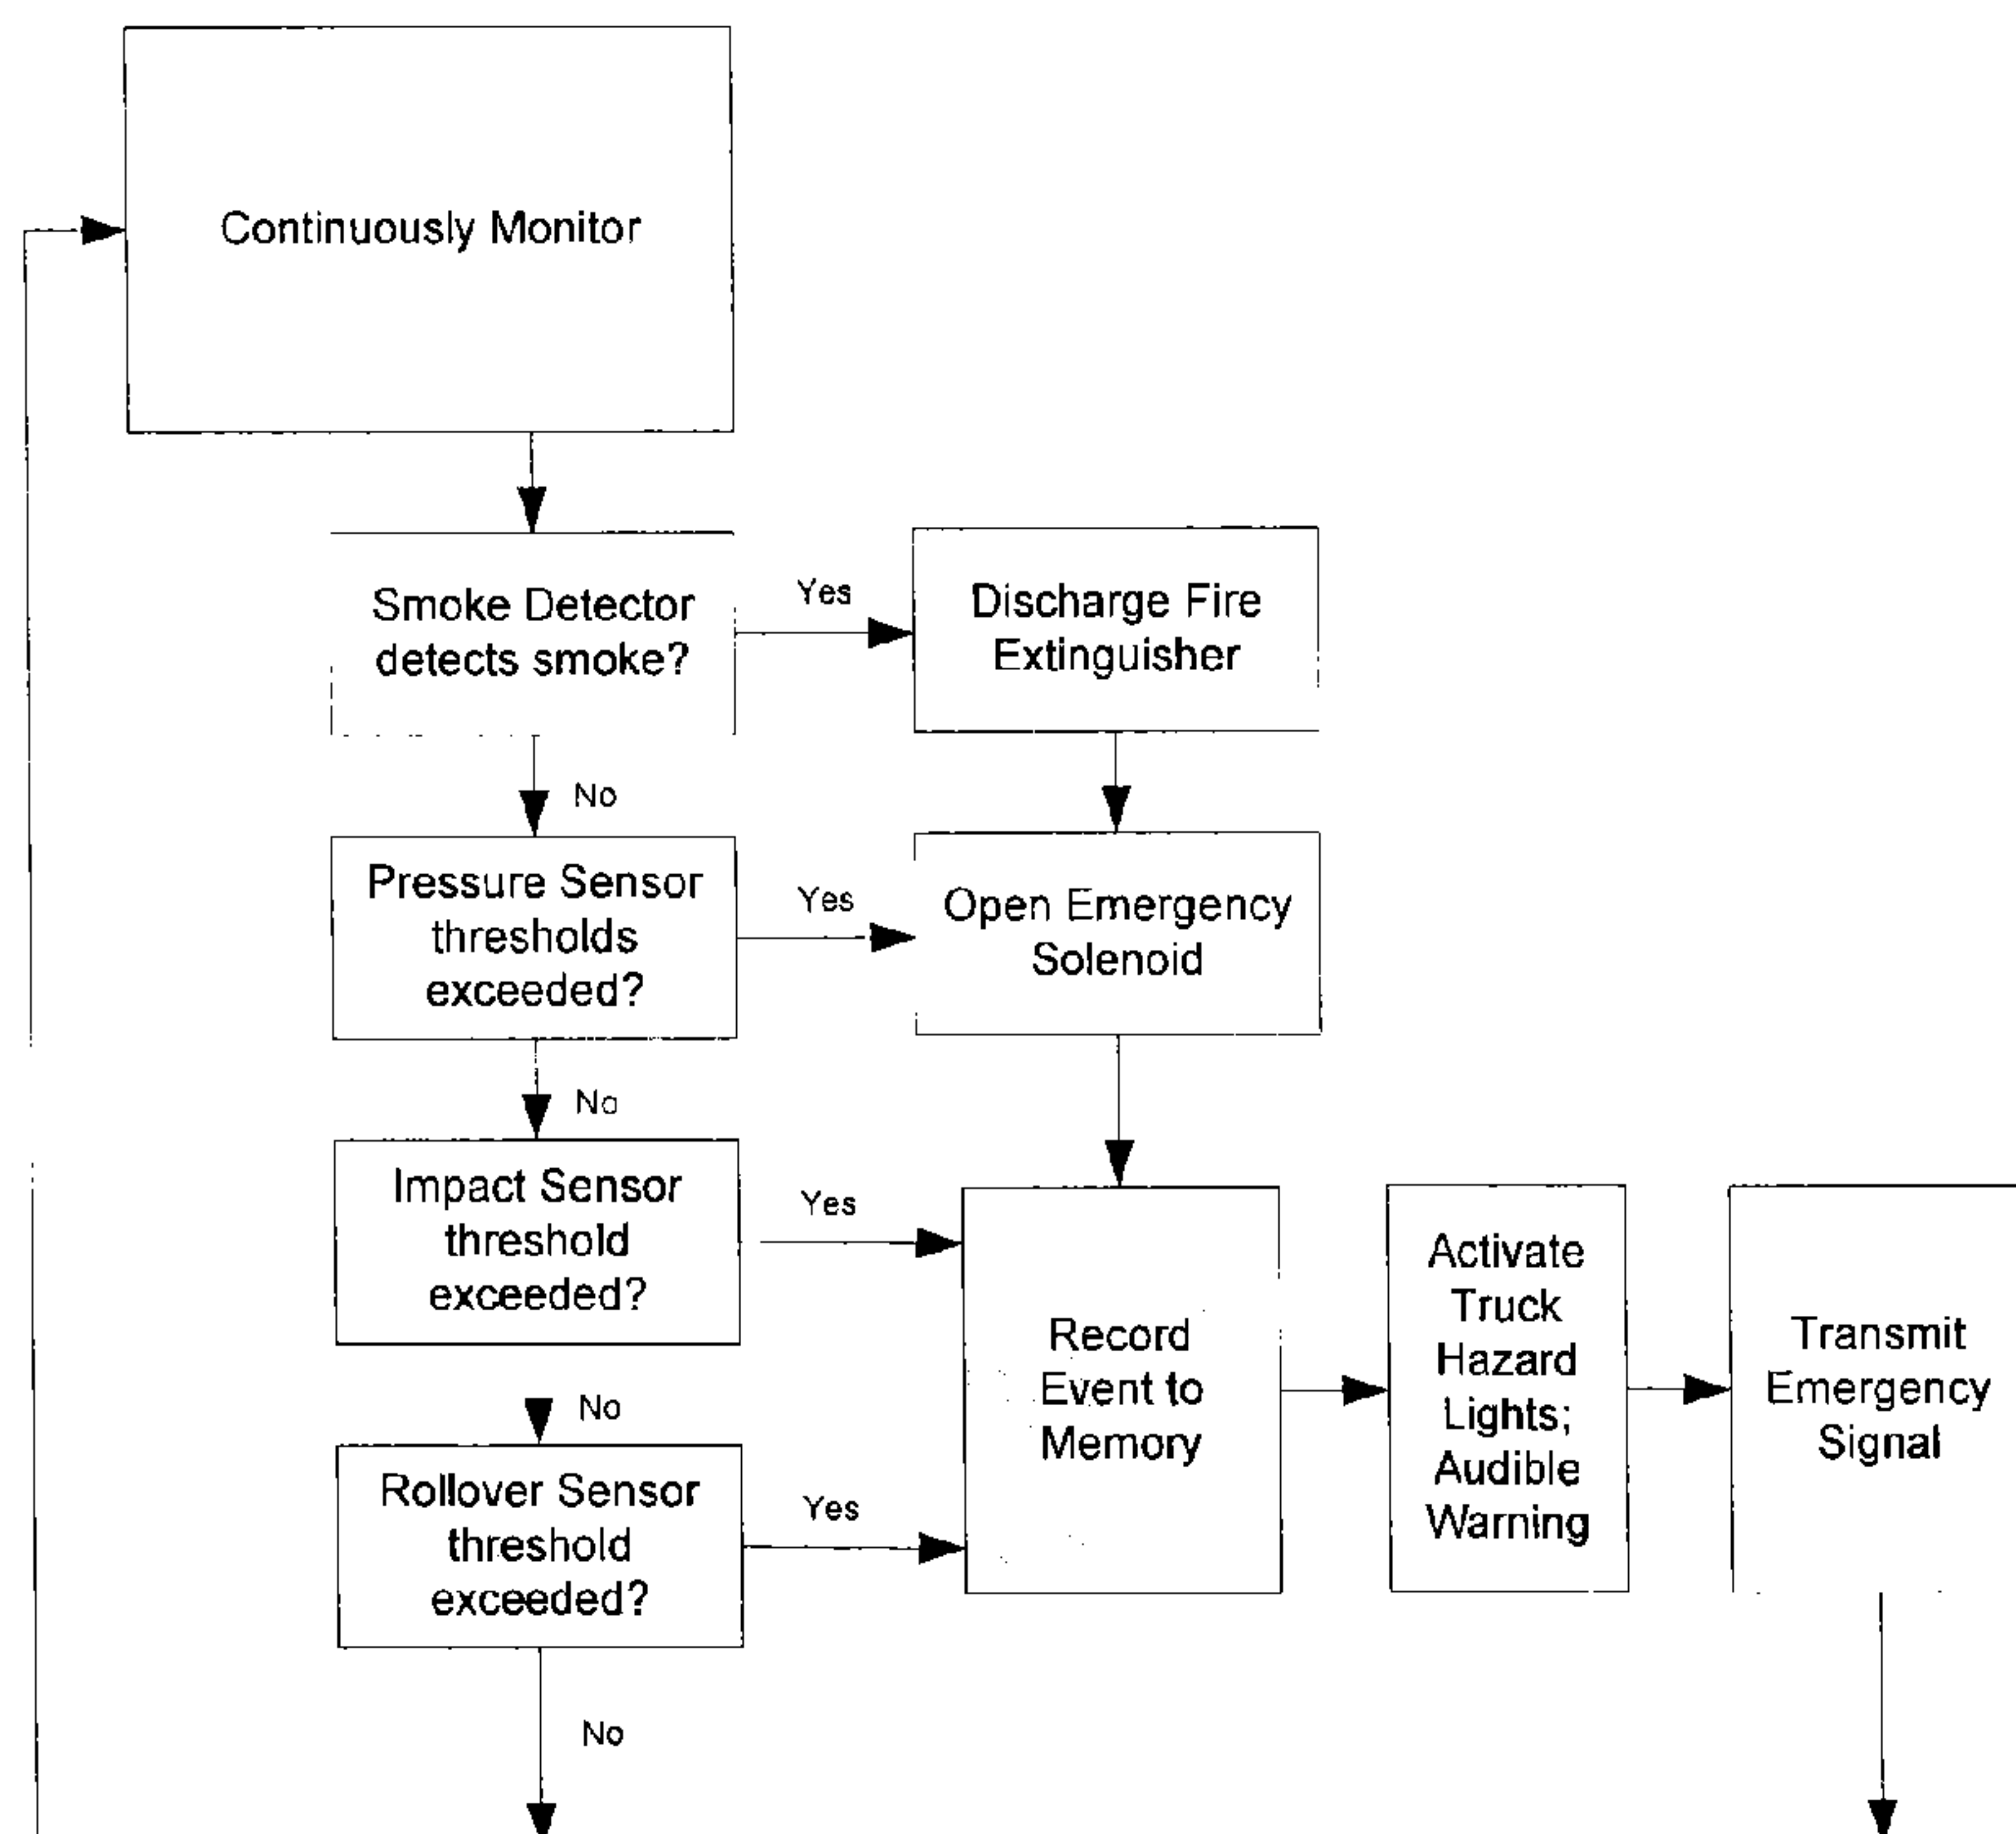 Continuously Monitor
Smoke Detector
detects smoke?
Yes
Discharge Fire
Extinguisher
No
Pressure Sensor
thresholds
exceeded?
Yes
Open Emergency
Solenoid
No
Impact Sensor
threshold
exceeded?
Yes
Record
Event to
Memory
Activate
Truck
Hazard
Lights;
Audible
Warning
Transmit
Emergency
Signal
No
Rollover Sensor
threshold
exceeded?
Yes
No